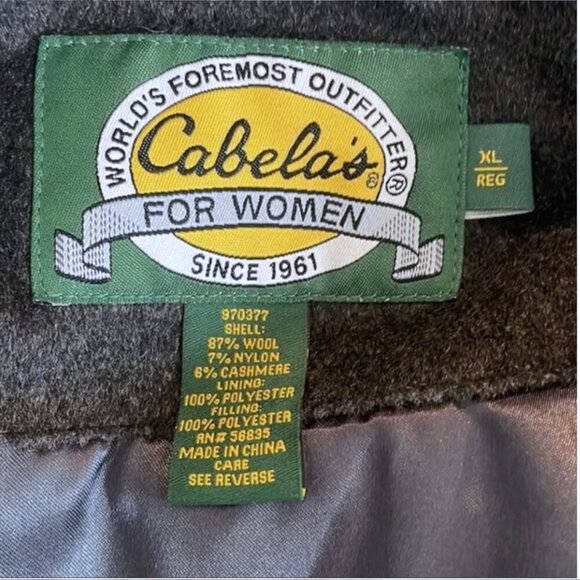 WORLD'S FOREMOST OUTFITTER®
Cabela's®
FOR WOMEN
SINCE 1961
XL
REG
970377
SHELL:
87% WOOL
7% NYLON
6% CASHMERE
LINING:
100% POLYESTER
FILLING:
100% POLYESTER
RN# 56835
MADE IN CHINA
CARE
SEE REVERSE